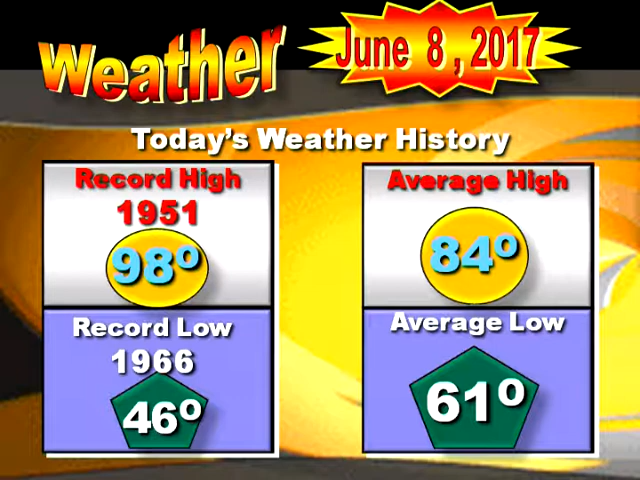 Weather
June 8, 2017
Today's Weather History
Record High
1951
98º
Average High
84º
Record Low
1966
46º
Average Low
61º